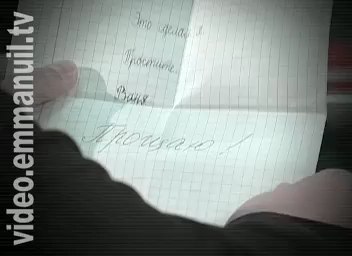 Это сделал я.
Простите.
Ваня
Прощаю!
video.emmanuil.tv